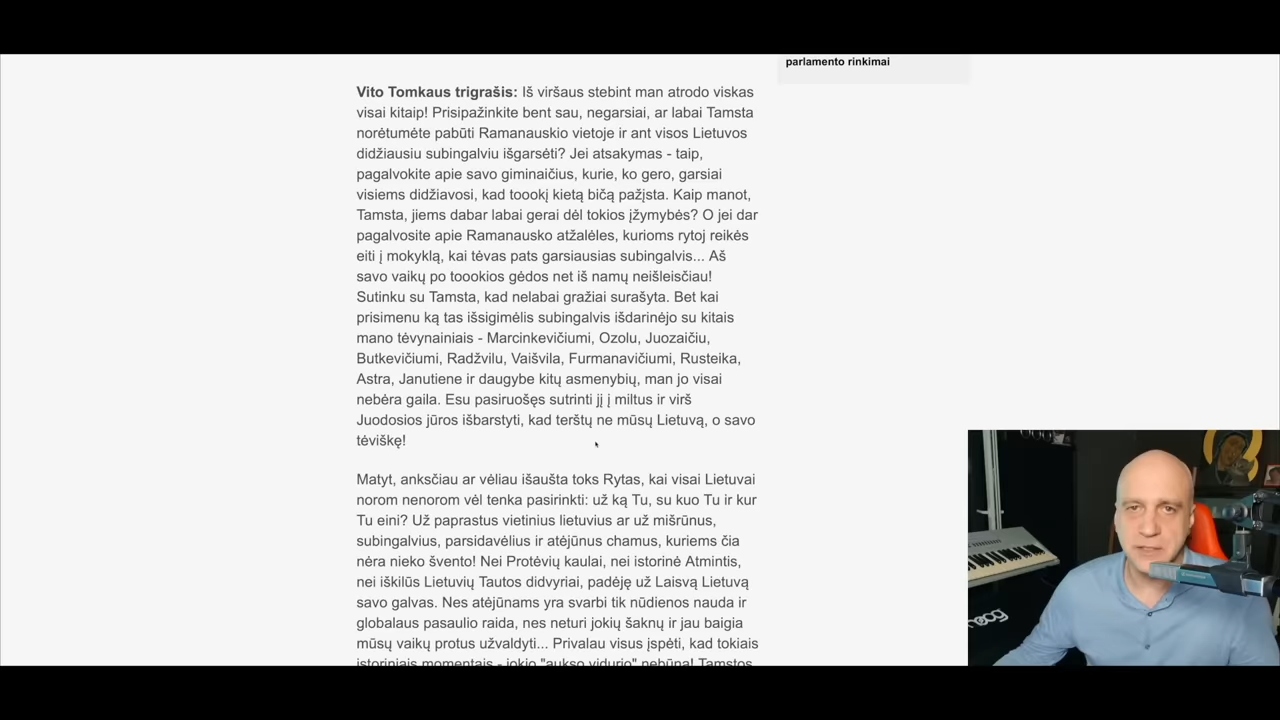 parlamento rinkimai
Vito Tomkaus trigrašis: Iš viršaus stebint man atrodo viskas
visai kitaip! Prisipažinkite bent sau, negarsiai, ar labai Tamsta
norėtumėte pabūti Ramanauskio vietoje ir ant visos Lietuvos
didžiausiu subingalviu išgarsėti? Jei atsakymas - taip,
pagalvokite apie savo giminaičius, kurie, ko gero, garsiai
visiems didžiavosi, kad toookį kietą bičą pažįsta. Kaip manot,
Tamsta, jiems dabar labai gerai dėl tokios įžymybės? O jei dar
pagalvosite apie Ramanausko atžalėles, kurioms rytoj reikės
eiti į mokyklą, kai tėvas pats garsiausias subingalvis... Aš
savo vaikų po toookios gėdos net iš namų neišleisčiau!
Sutinku su Tamsta, kad nelabai gražiai surašyta. Bet kai
prisimenu ką tas išsigimėlis subingalvis išdarinėjo su kitais
mano tėvynainiais - Marcinkevičiumi, Ozolu, Juozaičiu,
Butkevičiumi, Radžvilu, Vaišvila, Furmanavičiumi, Rusteika,
Astra, Janutiene ir daugybe kitų asmenybių, man jo visai
nebėra gaila. Esu pasiruošęs sutrinti jį į miltus ir virš
Juodosios jūros išbarstyti, kad terštų ne mūsų Lietuvą, o savo
tėviškę!
Matyt, anksčiau ar vėliau išaušta toks Rytas, kai visai Lietuvai
norom nenorom vėl tenka pasirinkti: už ką Tu, su kuo Tu ir kur
Tu eini? Už paprastus vietinius lietuvius ar už mišrūnus,
subingalvius, parsidavėlius ir atėjūnus chamus, kuriems čia
nėra nieko švento! Nei Protėvių kaulai, nei istorinė Atmintis,
nei iškilūs Lietuvių Tautos didvyriai, padėję už Laisvą Lietuvą
savo galvas. Nes atėjūnams yra svarbi tik nūdienos nauda ir
globalaus pasaulio raida, nes neturi jokių šaknų ir jau baigia
mūsų vaikų protus užvaldyti... Privalau visus įspėti, kad tokiais
istoriniais momentais - jokio "aukso vidurio" nebūna! Tamstos
moog